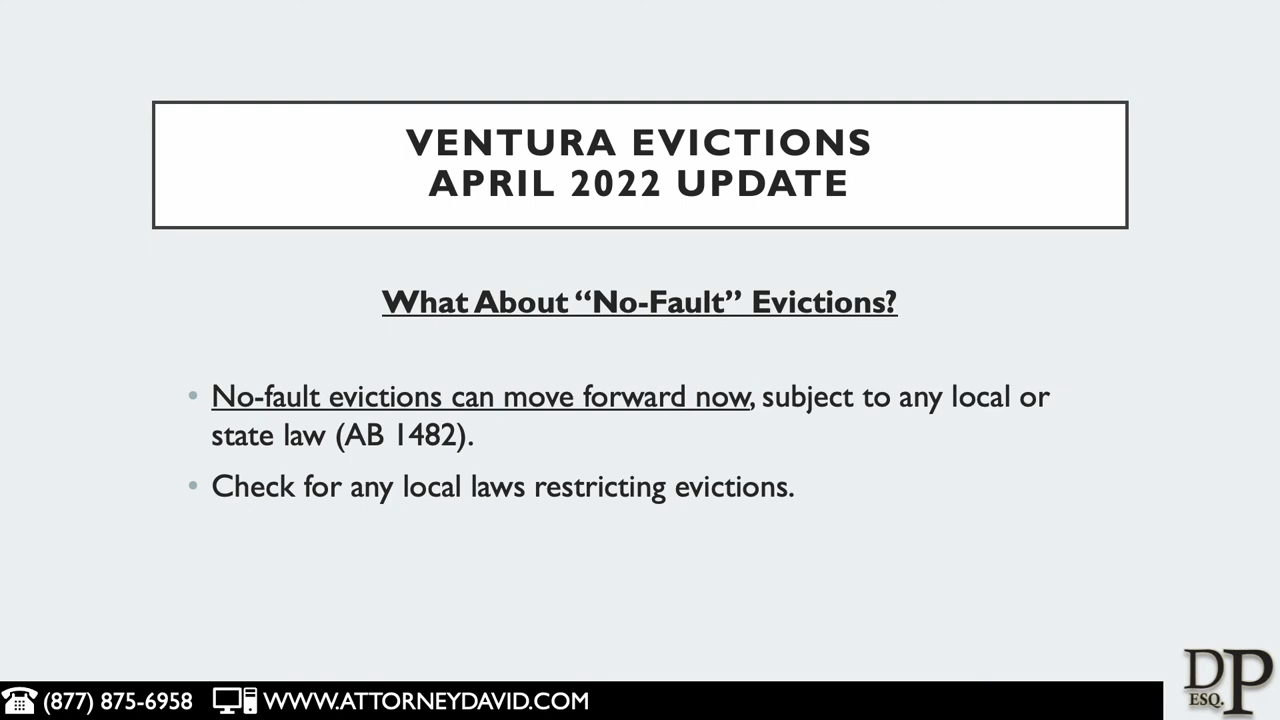 VENTURA EVICTIONS
APRIL 2022 UPDATE
What About “No-Fault” Evictions?
• No-fault evictions can move forward now, subject to any local or
state law (AB 1482).
• Check for any local laws restricting evictions.
(877) 875-6958 WWW.ATTORNEYDAVID.COM
DP
ESQ.